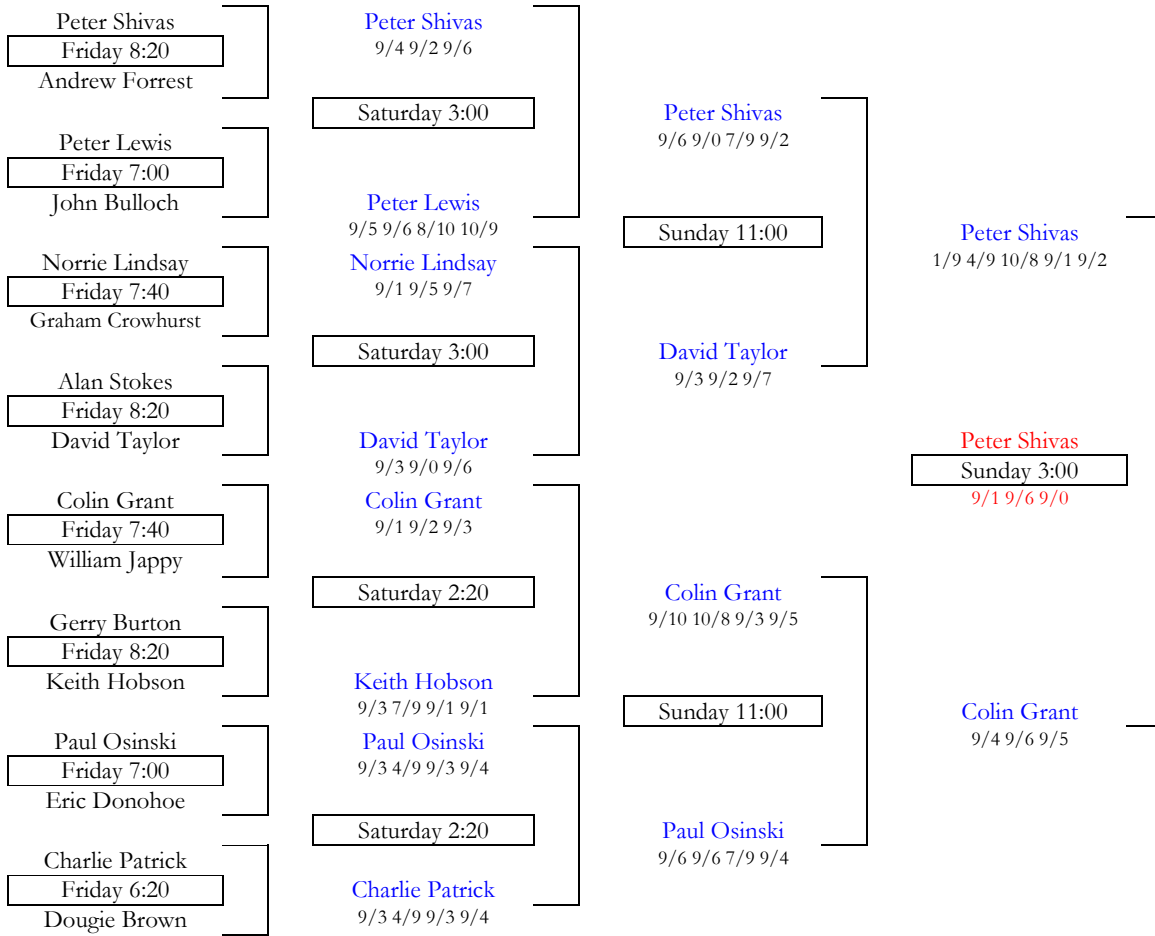 Peter Shivas
Friday 8:20
Andrew Forrest
Peter Lewis
Friday 7:00
John Bulloch
Norrie Lindsay
Friday 7:40
Graham Crowhurst
Alan Stokes
Friday 8:20
David Taylor
Colin Grant
Friday 7:40
William Jappy
Gerry Burton
Friday 8:20
Keith Hobson
Paul Osinski
Friday 7:00
Eric Donohoe
Charlie Patrick
Friday 6:20
Dougie Brown
Peter Shivas
9/4 9/2 9/6
Saturday 3:00
Peter Lewis
9/5 9/6 8/10 10/9
Norrie Lindsay
9/1 9/5 9/7
Saturday 3:00
David Taylor
9/3 9/0 9/6
Colin Grant
9/1 9/2 9/3
Saturday 2:20
Keith Hobson
9/3 7/9 9/1 9/1
Paul Osinski
9/3 4/9 9/3 9/4
Saturday 2:20
Charlie Patrick
9/3 4/9 9/3 9/4
Peter Shivas
9/6 9/0 7/9 9/2
Sunday 11:00
David Taylor
9/3 9/2 9/7
Colin Grant
9/10 10/8 9/3 9/5
Sunday 11:00
Paul Osinski
9/6 9/6 7/9 9/4
Peter Shivas
1/9 4/9 10/8 9/1 9/2
Peter Shivas
Sunday 3:00
9/1 9/6 9/0
Colin Grant
9/4 9/6 9/5